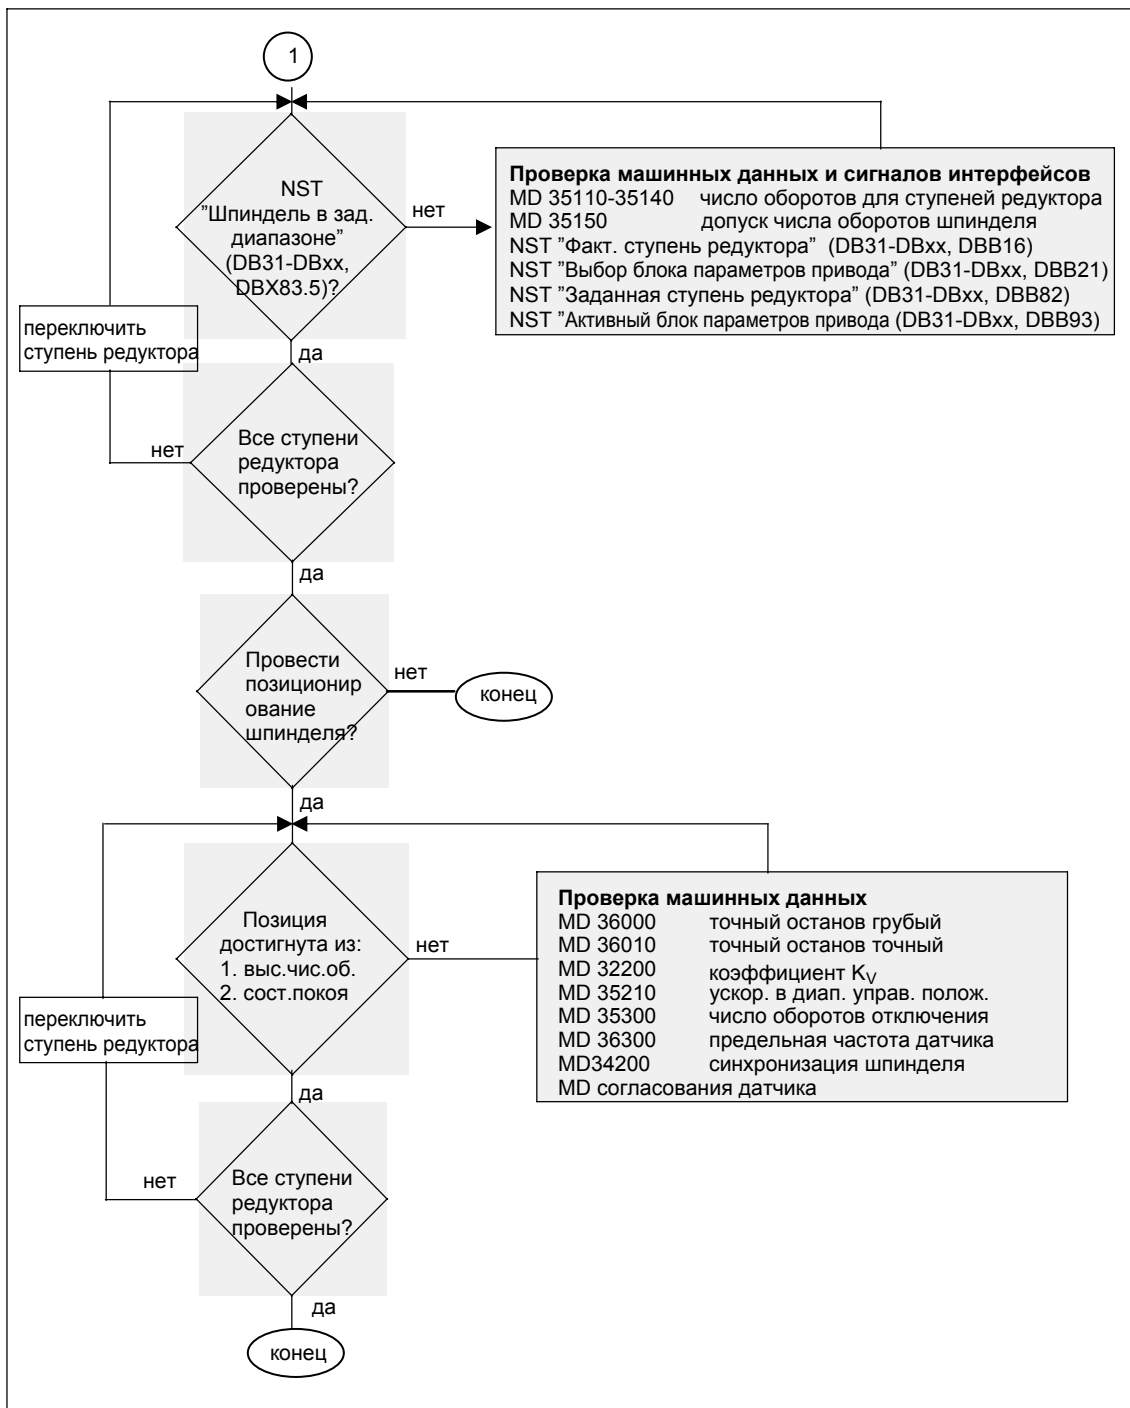 1
NST
"Шпиндель в зад.
диапазоне"
(DB31-DBxx,
DBX83.5)?
нет
Проверка машинных данных и сигналов интерфейсов
MD 35110-35140 число оборотов для ступеней редуктора
MD 35150 допуск числа оборотов шпинделя
NST "Факт. ступень редуктора" (DB31-DBxx, DBB16)
NST "Выбор блока параметров привода" (DB31-DBxx, DBB21)
NST "Заданная ступень редуктора" (DB31-DBxx, DBB82)
NST "Активный блок параметров привода (DB31-DBxx, DBB93)
переключить
ступень редуктора
да
нет
Все ступени
редуктора
проверены?
да
Провести
позиционир
ование
шпинделя?
нет
конец
да
Позиция
достигнута из:
1. выс.чис.об.
2. сост.покоя
нет
Проверка машинных данных
MD 36000 точный останов грубый
MD 36010 точный останов точный
MD 32200 коэффициент KV
MD 35210 ускор. в диап. управ. полож.
MD 35300 число оборотов отключения
MD 36300 предельная частота датчика
MD34200 синхронизация шпинделя
MD согласования датчика
переключить
ступень редуктора
да
нет
Все ступени
редуктора
проверены?
да
конец